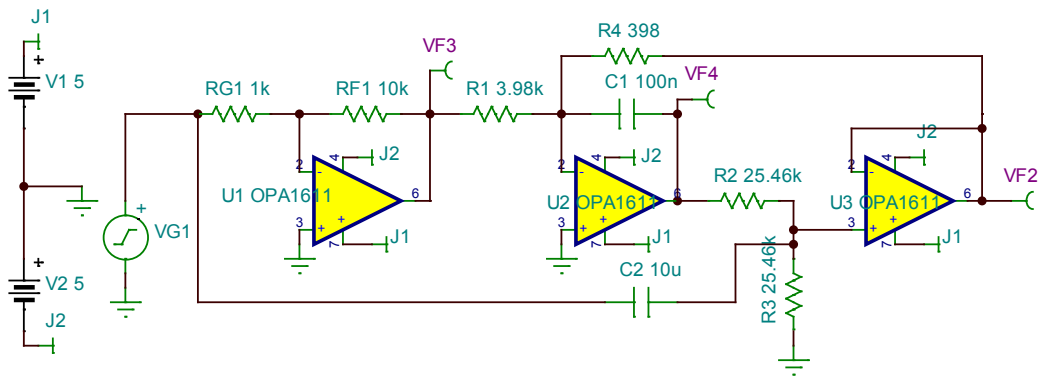 J1
+
V1 5
+
V2 5
J2
+
VG1
RG1 1k
RF1 10k
VF3
R1 3.98k
2
-
4
J2
U1 OPA1611
6
3
+
+
7
J1
R4 398
C1 100n
VF4
2
-
4
J2
U2 OPA1611
6
3
+
+
7
J1
R2 25.46k
C2 10u
R3 25.46k
2
-
4
J2
U3 OPA1611
6
3
+
+
7
J1
VF2